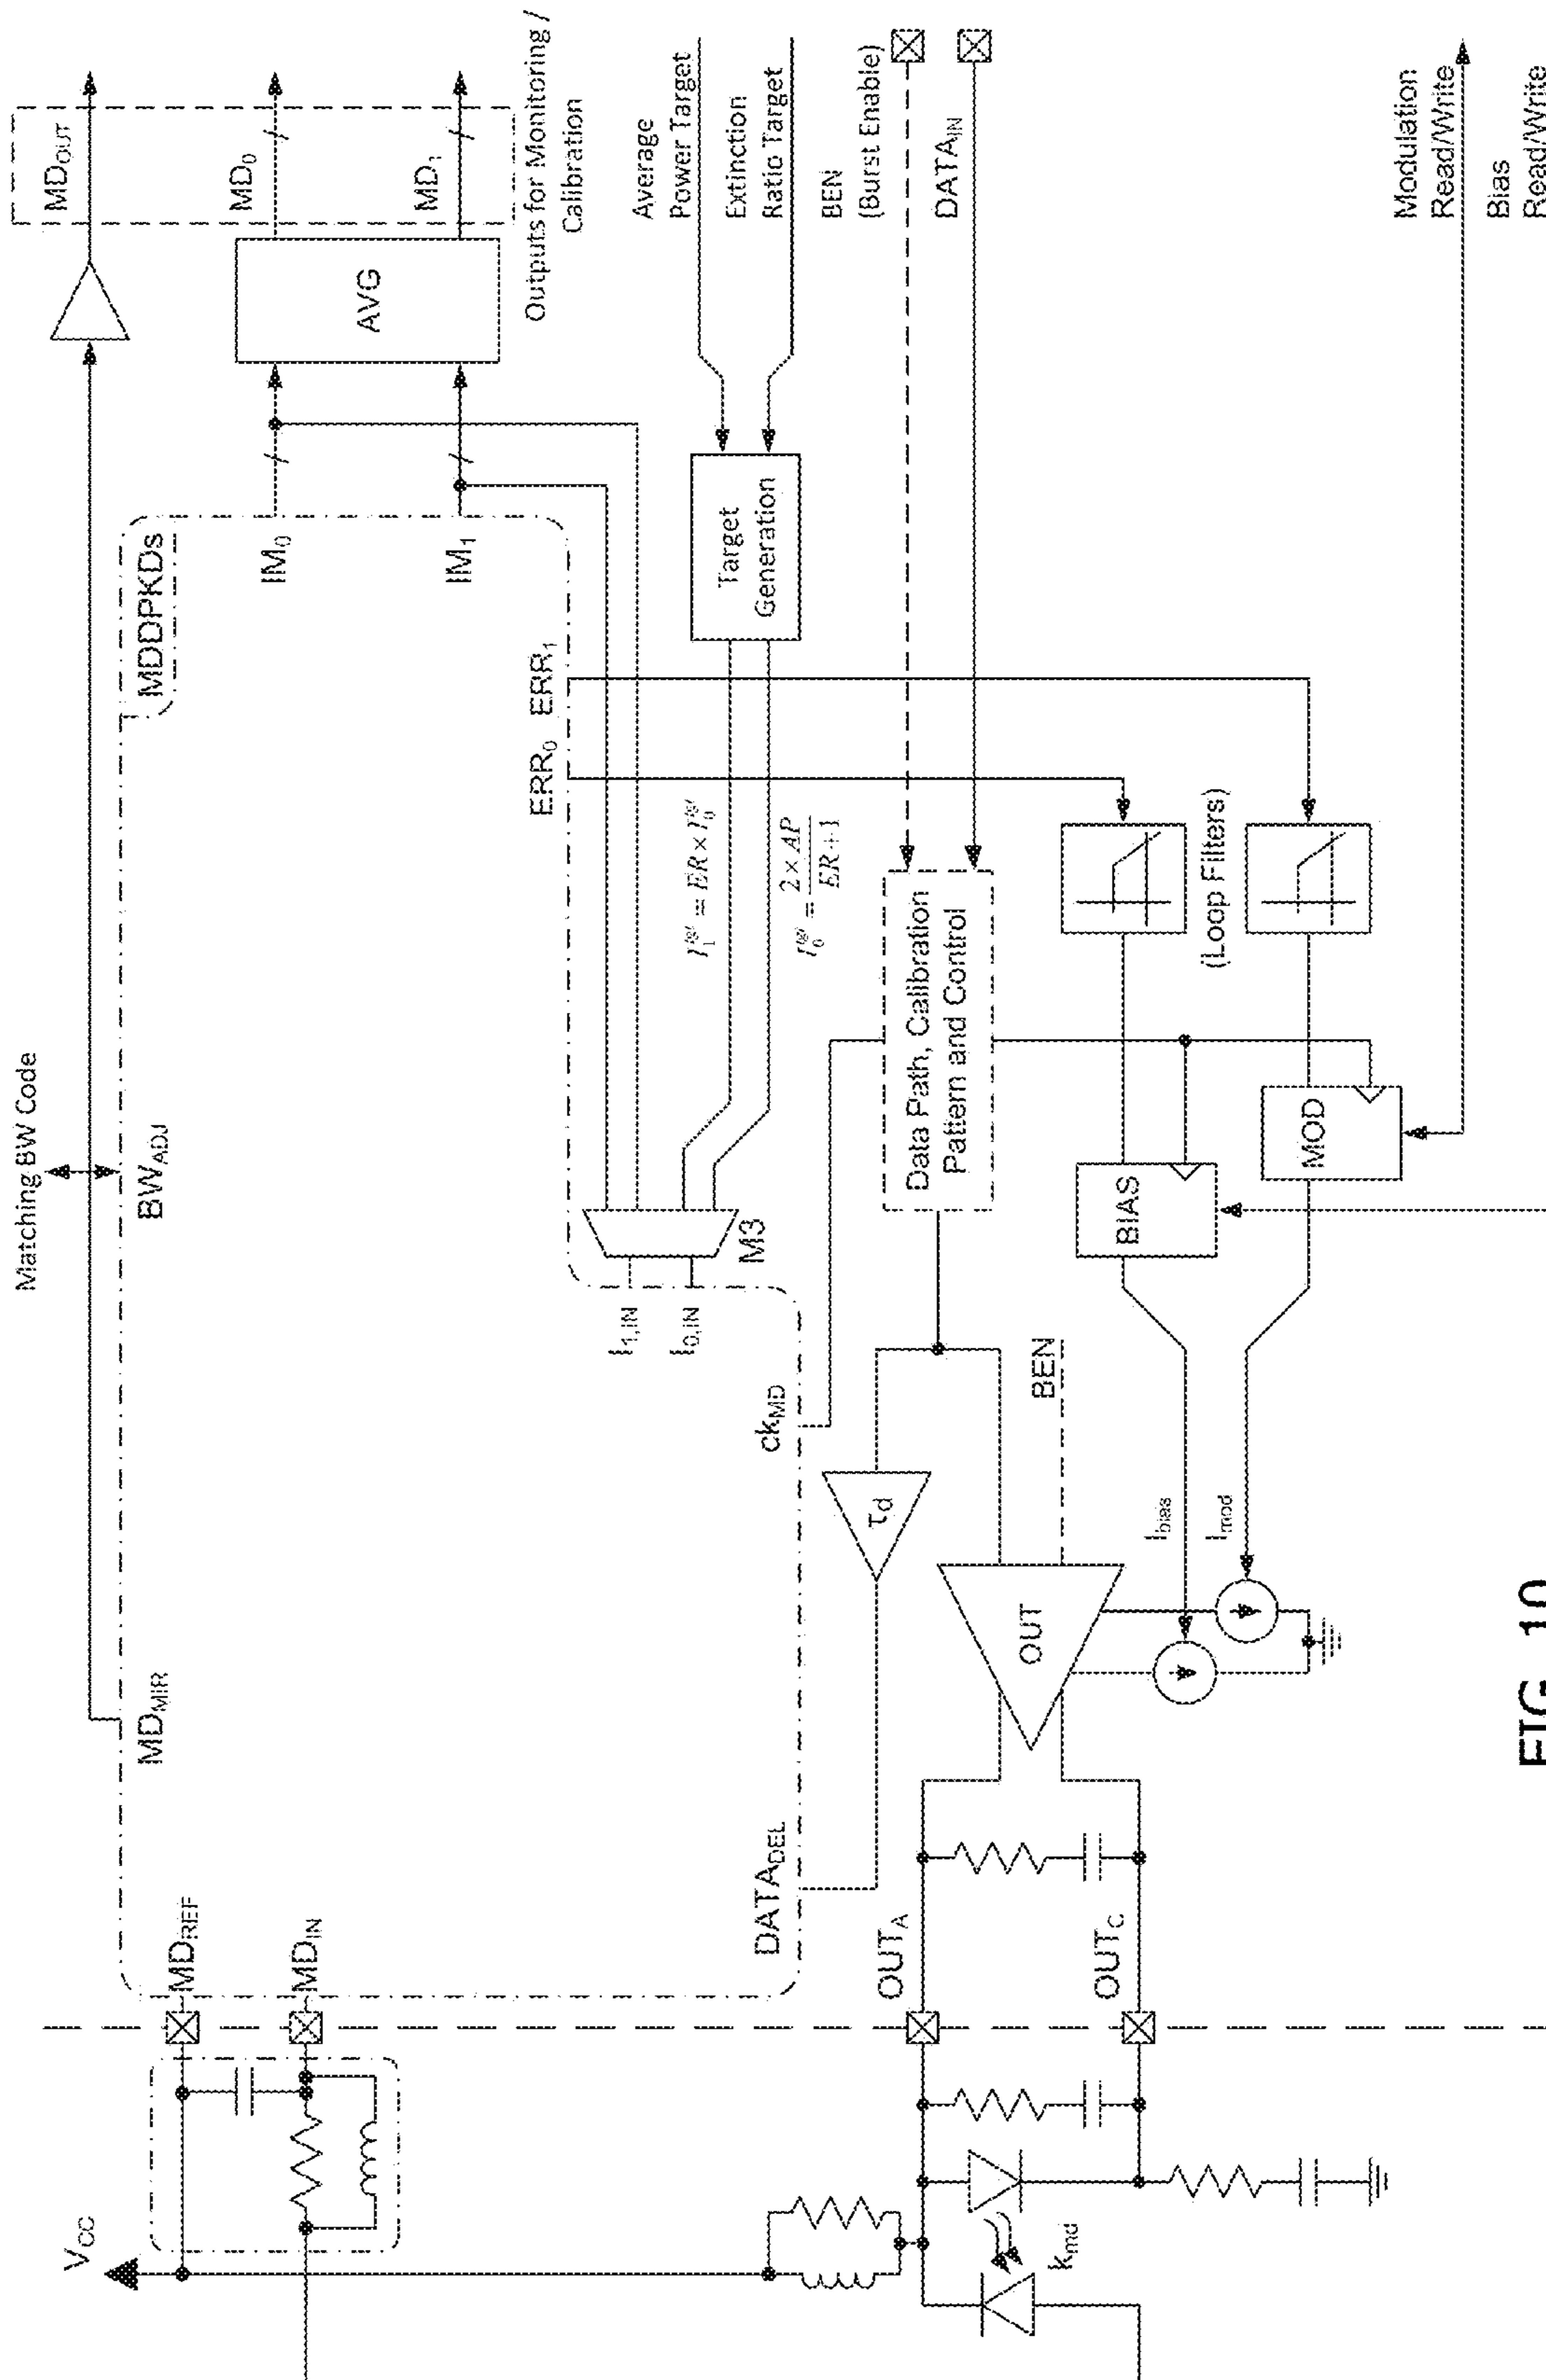 Matching BW Code
MD_OUT
MD_0
MD_1
AVG
Outputs for Monitoring /
Calibration
MDDPKDs
IM_0
IM_1
MD_MIR
BW_ADJ
MD_REF
MD_IN
V_CC
ERR_0
ERR_1
Average
Power Target
Extinction
Ratio Target
Target
Generation
I_1^tgt = ER × I_0^tgt
I_0^tgt = 2 × AP / ER + 1
I_1,IN
I_0,IN
M3
BEN
(Burst Enable)
DATA_IN
Data Path, Calibration
Pattern and Control
DATA_DEL
ck_MD
τ_d
OUT_A
OUT_C
OUT
BEN
k_md
I_bias
I_mod
BIAS
MOD
(Loop Filters)
Modulation
Read/Write
Bias
Read/Write
FIG. 10